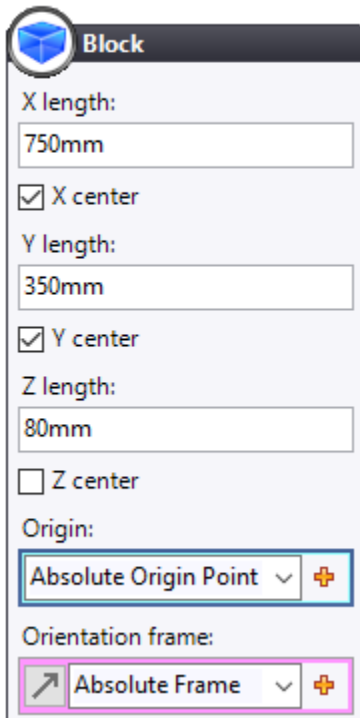 Block
X length:
750mm
X center
Y length:
350mm
Y center
Z length:
80mm
Z center
Origin:
Absolute Origin Point
Orientation frame:
Absolute Frame